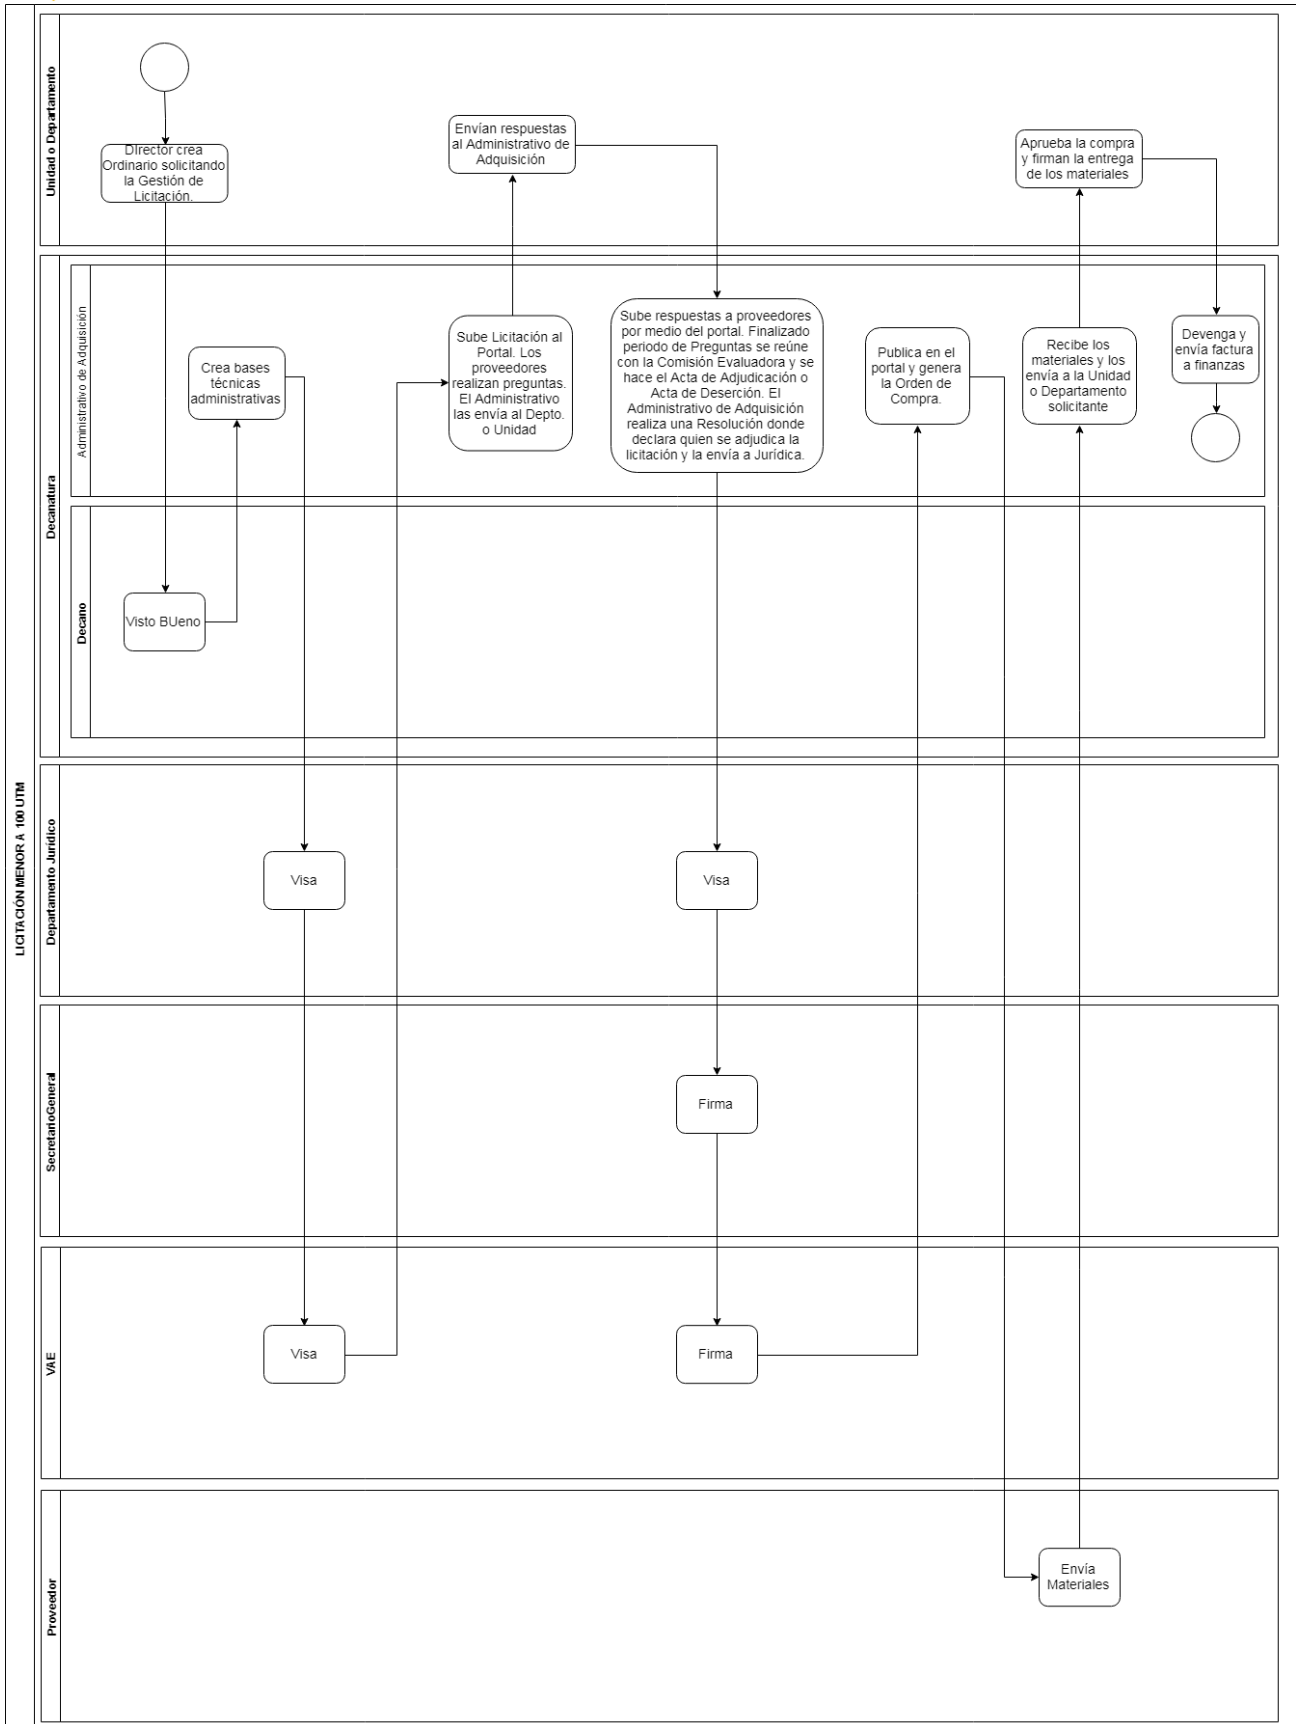 LICITACIÓN MENOR A 100 UTM
Unidad o Departamento
Director crea
Ordinario solicitando
la Gestión de
Licitación.
Envían respuestas
al Administrativo de
Adquisición
Aprueba la compra
y firman la entrega
de los materiales
Decanatura
Administrativo de Adquisición
Crea bases
técnicas
administrativas
Sube Licitación al
Portal. Los
proveedores
realizan preguntas.
El Administrativo
las envía al Depto.
o Unidad
Sube respuestas a proveedores
por medio del portal. Finalizado
periodo de Preguntas se reúne
con la Comisión Evaluadora y se
hace el Acta de Adjudicación o
Acta de Deserción. El
Administrativo de Adquisición
realiza una Resolución donde
declara quien se adjudica la
licitación y la envía a Jurídica.
Publica en el
portal y genera
la Orden de
Compra.
Recibe los
materiales y los
envía a la Unidad
o Departamento
solicitante
Devenga y
envía factura
a finanzas
Decano
Visto BUeno
Departamento Jurídico
Visa
Visa
SecretarioGeneral
Firma
VAE
Visa
Firma
Proveedor
Envía
Materiales